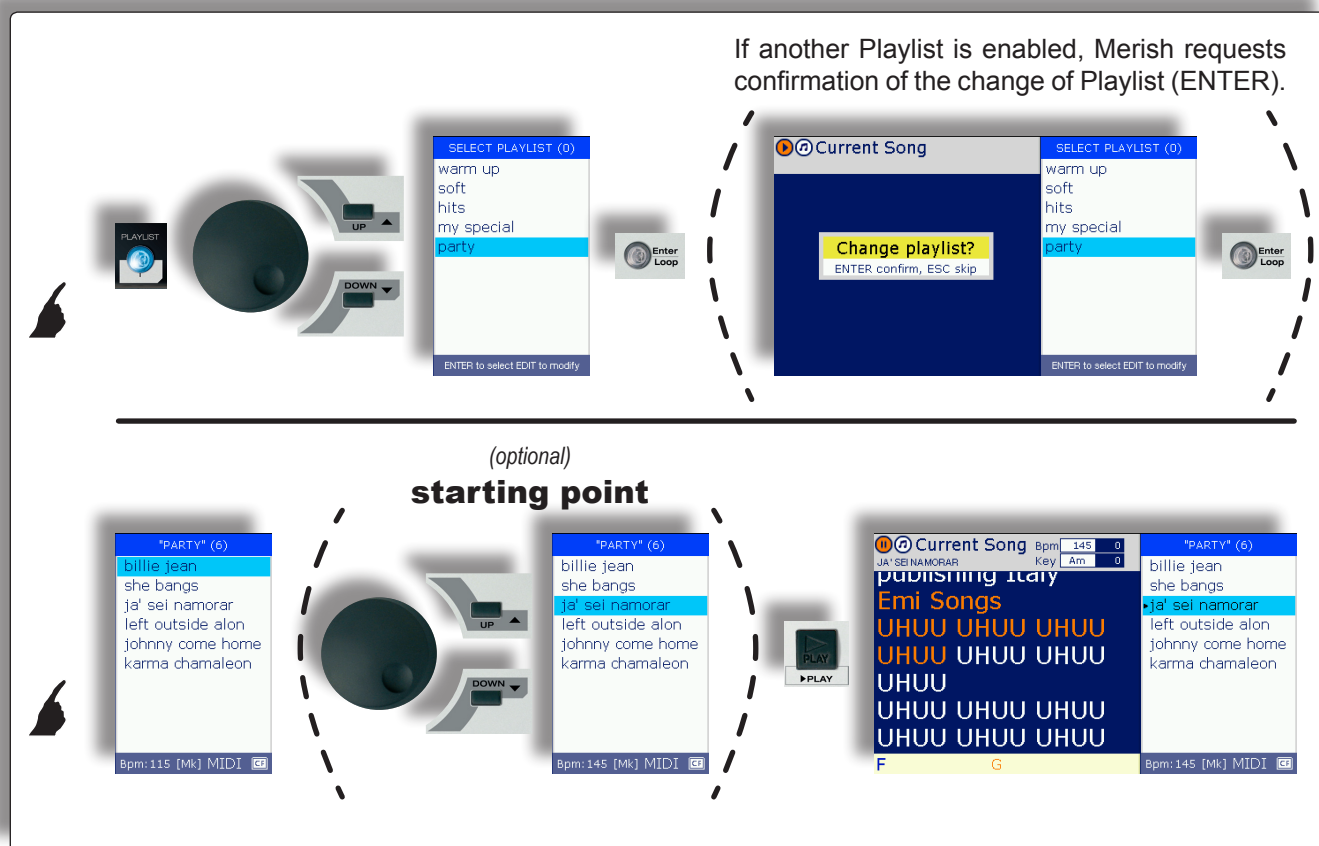 If another Playlist is enabled, Merish requests
confirmation of the change of Playlist (ENTER).
PLAYLIST
UP
DOWN
SELECT PLAYLIST (0)
warm up
soft
hits
my special
party
ENTER to select EDIT to modify
Enter
Loop
Current Song
Change playlist?
ENTER confirm, ESC skip
SELECT PLAYLIST (0)
warm up
soft
hits
my special
party
ENTER to select EDIT to modify
Enter
Loop
(optional)
starting point
"PARTY" (6)
billie jean
she bangs
ja' sei namorar
left outside alon
johnny come home
karma chamaleon
Bpm:115 [Mk] MIDI CF
UP
DOWN
"PARTY" (6)
billie jean
she bangs
ja' sei namorar
left outside alon
johnny come home
karma chamaleon
Bpm:145 [Mk] MIDI CF
PLAY
PLAY
Current Song Bpm 145 0
JA' SEI NAMORAR Key Am 0
publishing Italy
Emi Songs
UHUU UHUU UHUU
UHUU UHUU UHUU
UHUU
UHUU UHUU UHUU
UHUU UHUU UHUU
F G
"PARTY" (6)
billie jean
she bangs
ja' sei namorar
left outside alon
johnny come home
karma chamaleon
Bpm:145 [Mk] MIDI CF